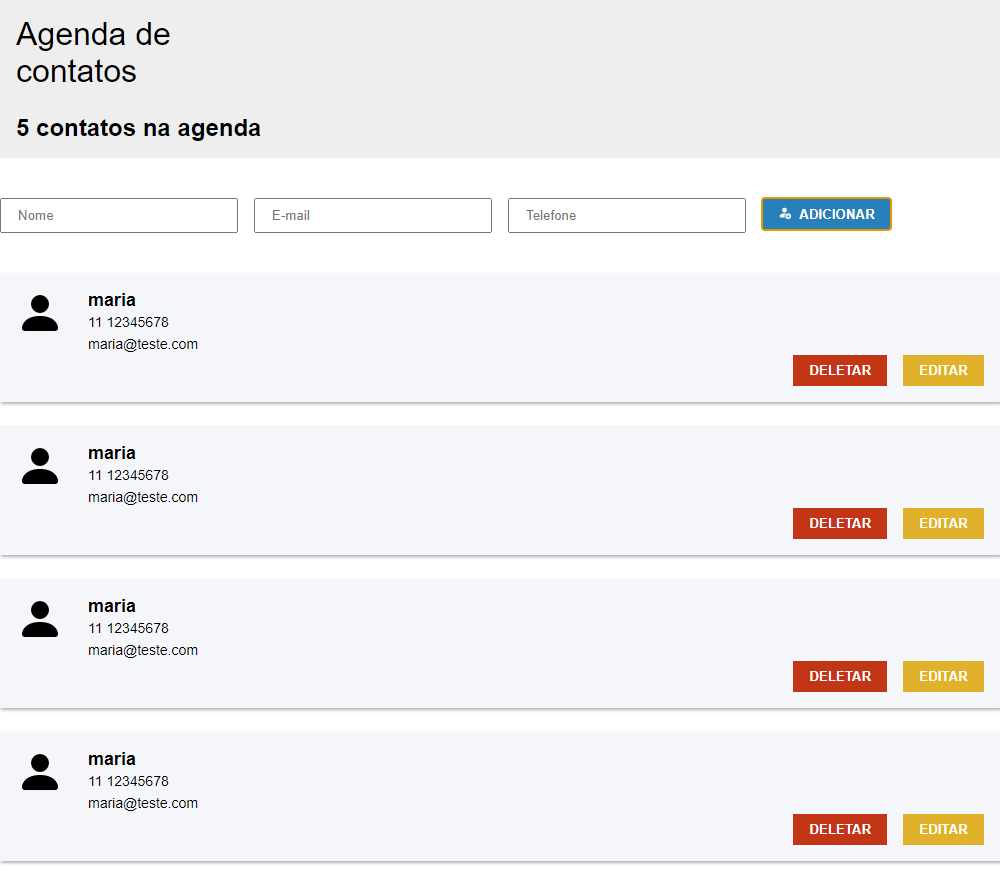 Agenda de
contatos
5 contatos na agenda
Nome E-mail Telefone ADICIONAR
maria
11 12345678
maria@teste.com
DELETAR EDITAR
maria
11 12345678
maria@teste.com
DELETAR EDITAR
maria
11 12345678
maria@teste.com
DELETAR EDITAR
maria
11 12345678
maria@teste.com
DELETAR EDITAR